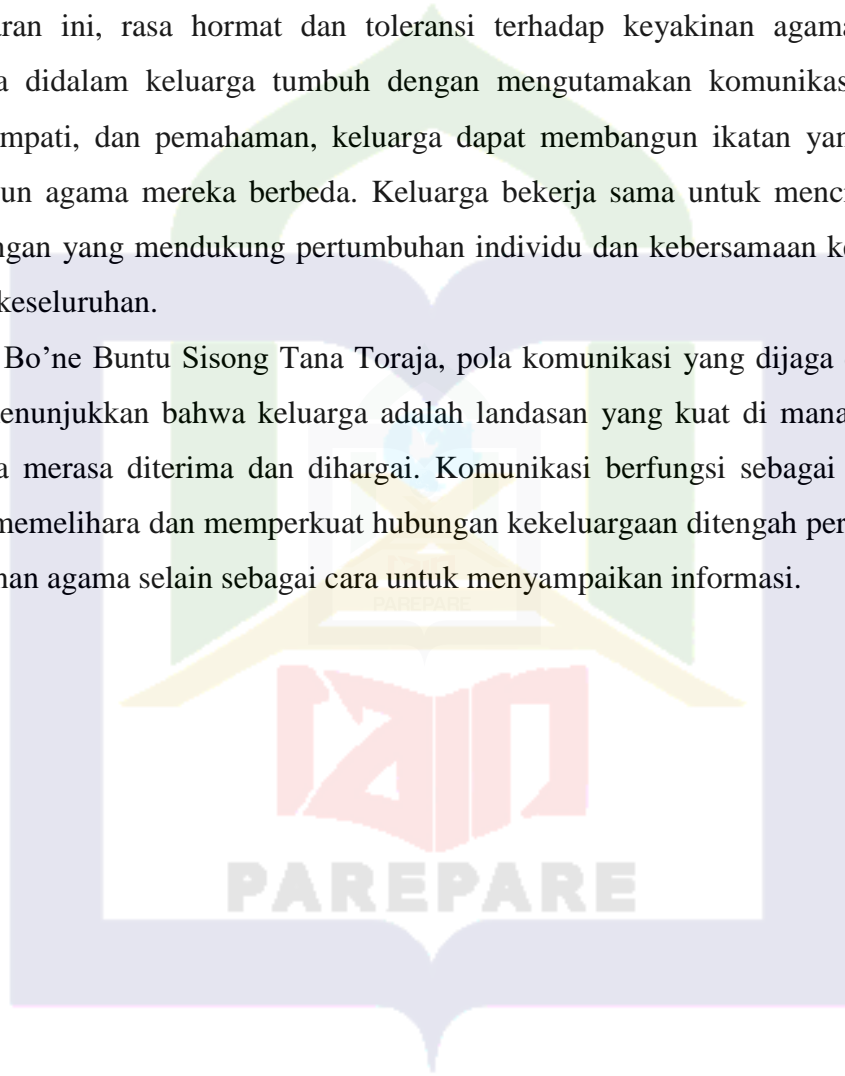 aran ini, rasa hormat dan toleransi terhadap keyakinan agama
a didalam keluarga tumbuh dengan mengutamakan komunikas
mpati, dan pemahaman, keluarga dapat membangun ikatan yan
un agama mereka berbeda. Keluarga bekerja sama untuk menci
ngan yang mendukung pertumbuhan individu dan kebersamaan ke
keseluruhan.
Bo’ne Buntu Sisong Tana Toraja, pola komunikasi yang dijaga
enunjukkan bahwa keluarga adalah landasan yang kuat di mana
a merasa diterima dan dihargai. Komunikasi berfungsi sebagai
memelihara dan memperkuat hubungan kekeluargaan ditengah per
nan agama selain sebagai cara untuk menyampaikan informasi.
PAREPARE
iain
PAREPARE